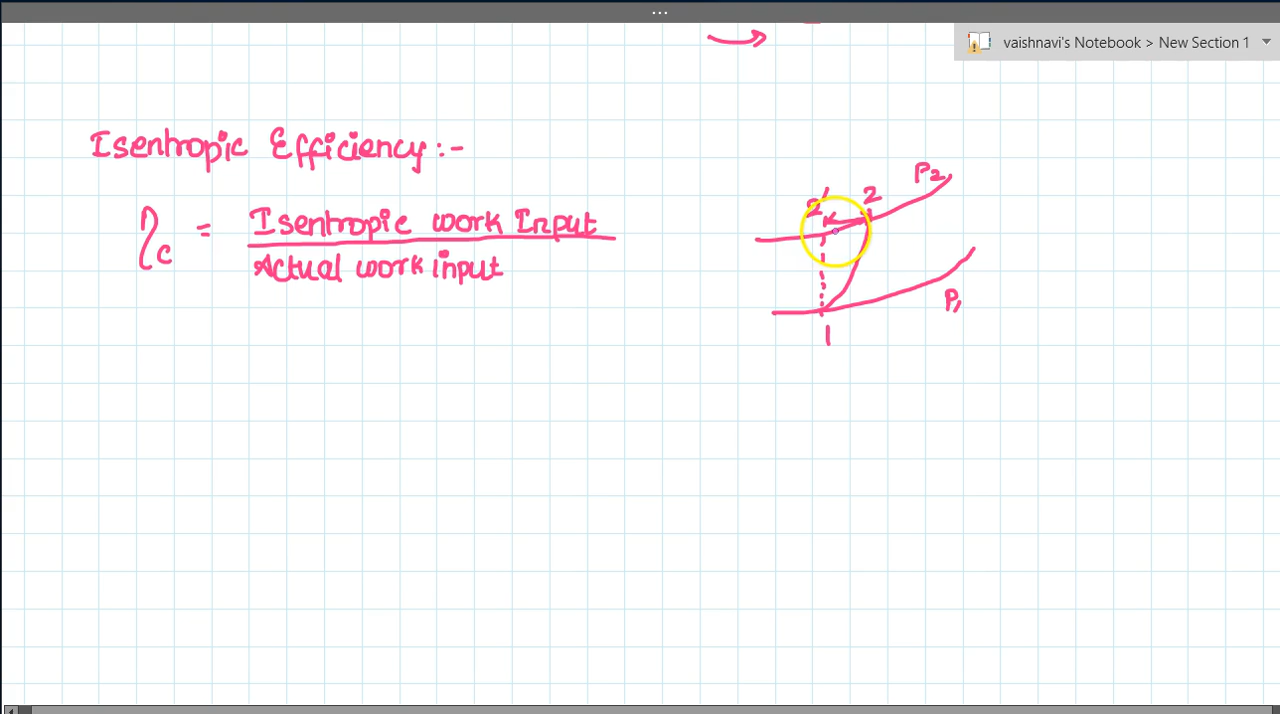 ...
vaishnavi's Notebook > New Section 1
Isentropic Efficiency :-
ηc = Isentropic work Input
Actual work input
2' 2 P2
P1
1